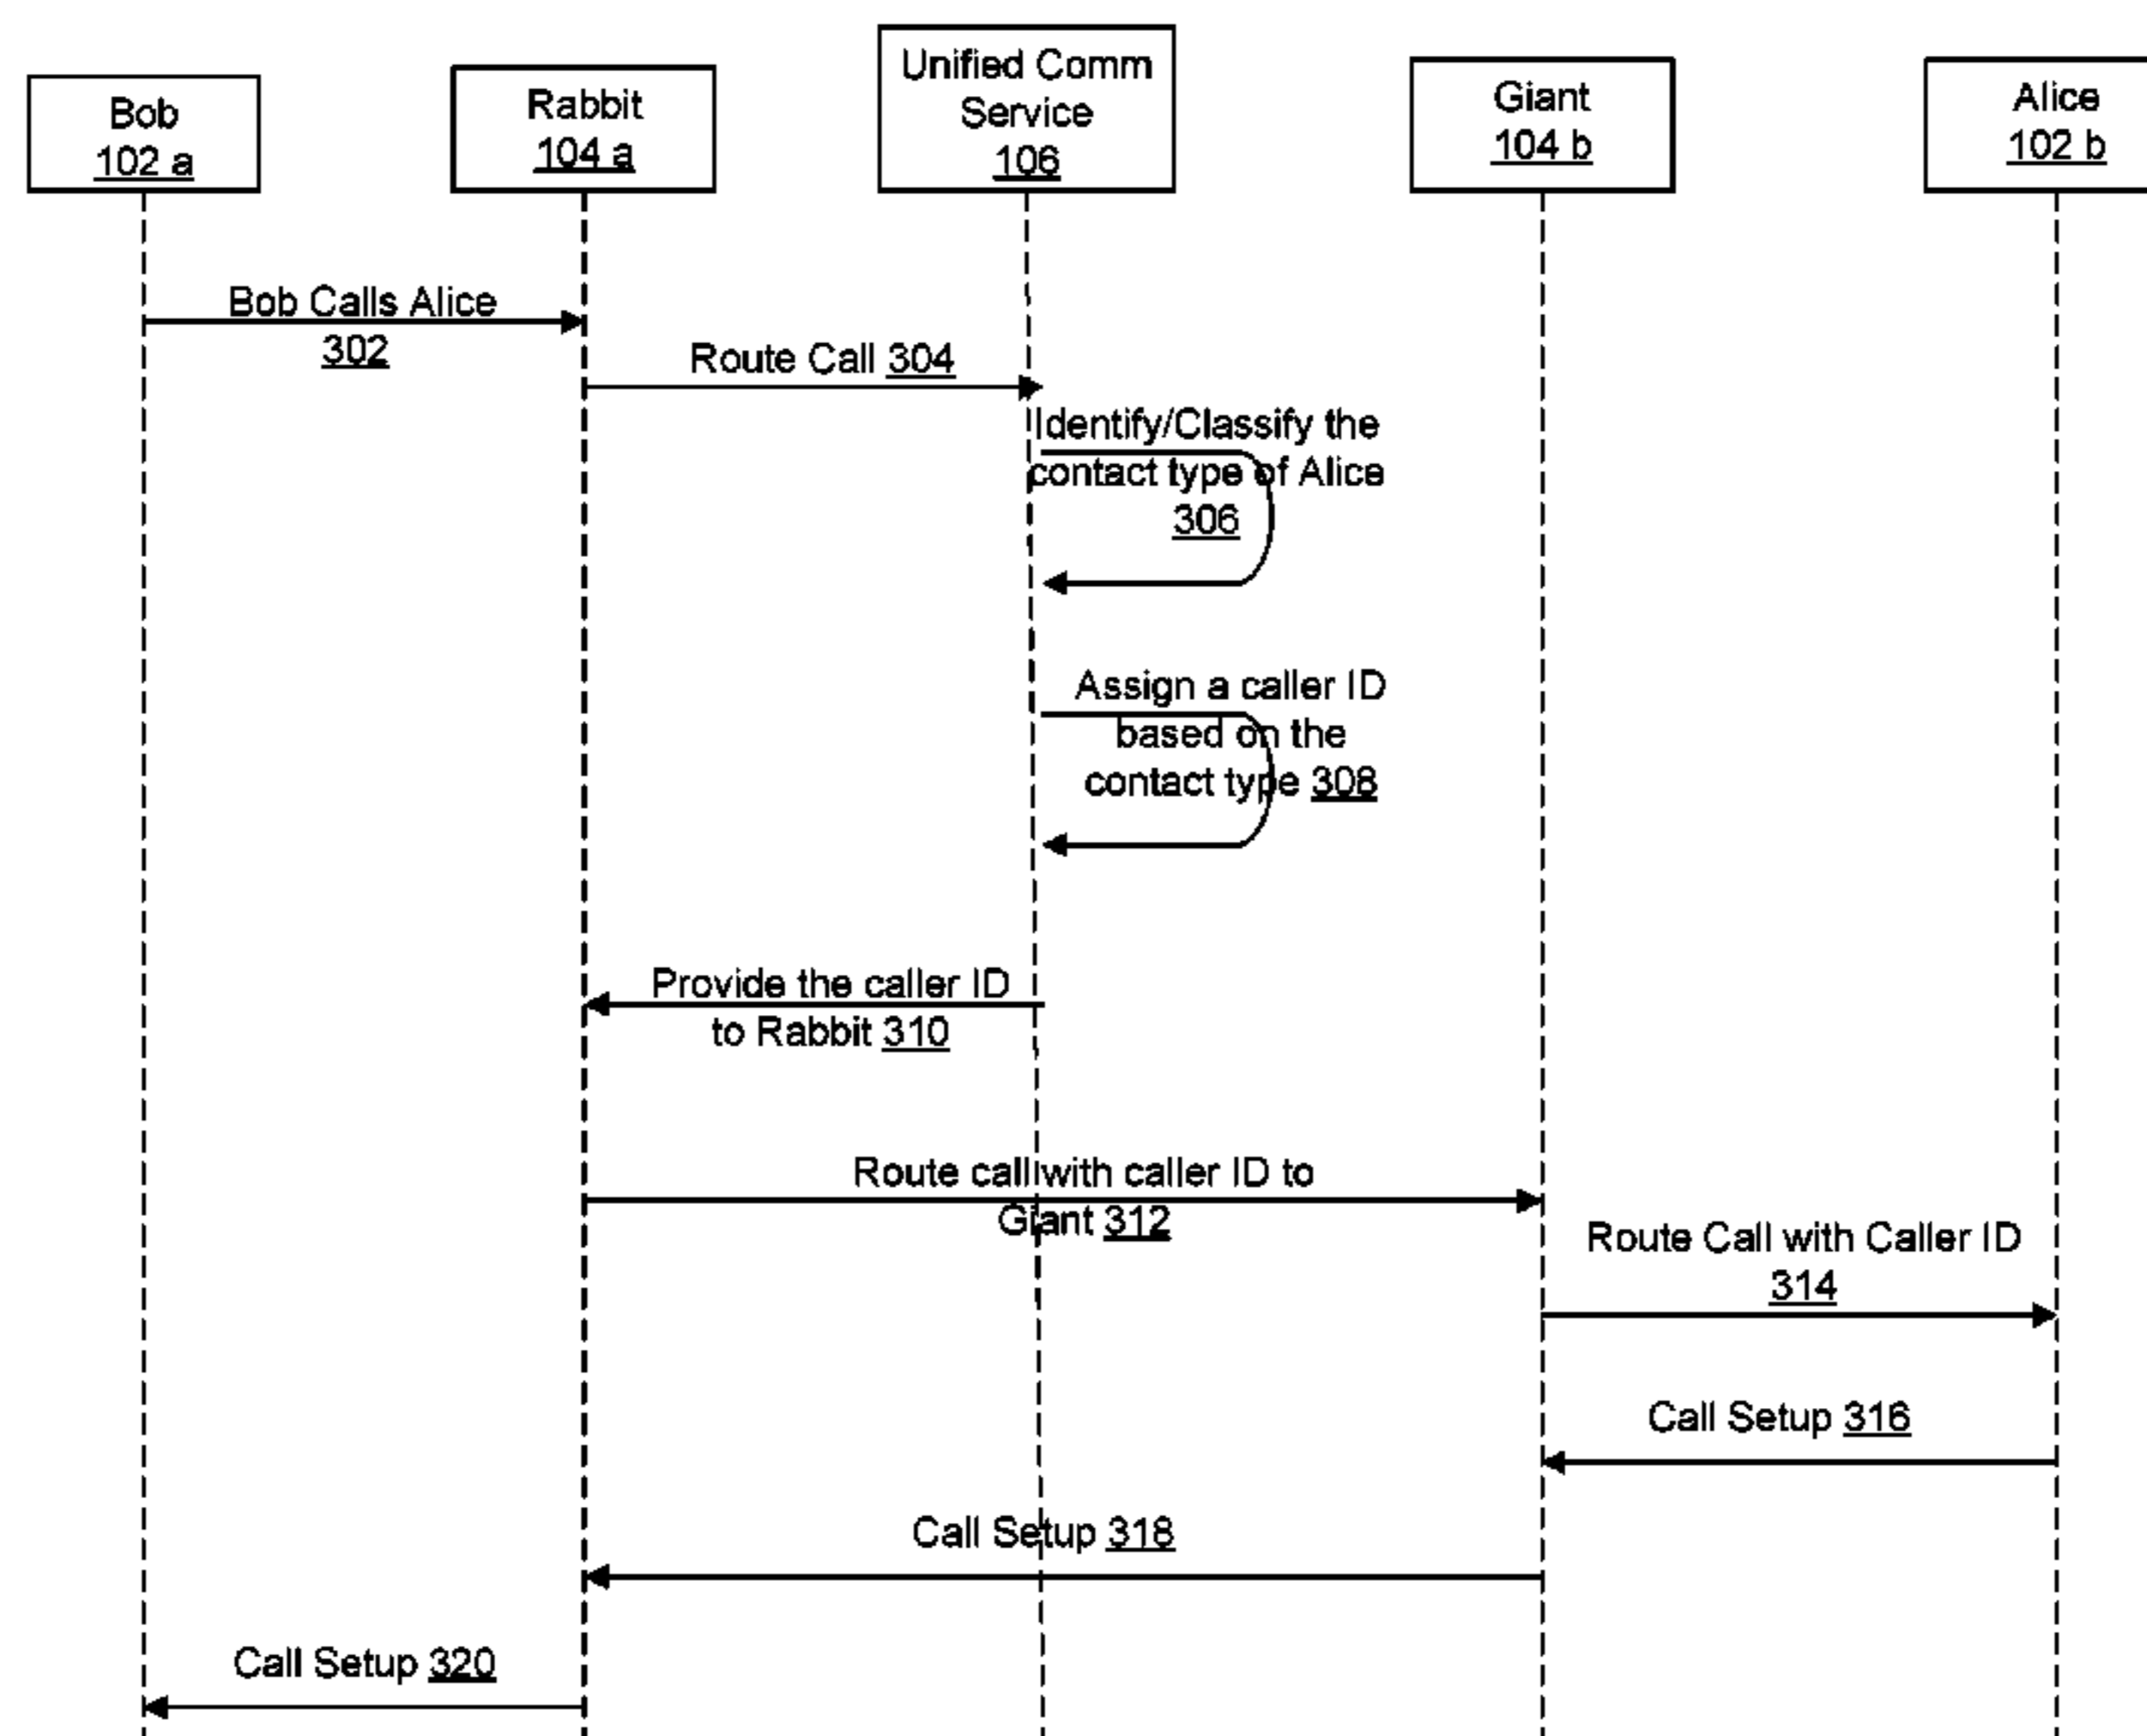 Bob
102 a
Rabbit
104 a
Unified Comm
Service
106
Giant
104 b
Alice
102 b
Bob Calls Alice
302
Route Call 304
Identify/Classify the
contact type of Alice
306
Assign a caller ID
based on the
contact type 308
Provide the caller ID
to Rabbit 310
Route call with caller ID to
Giant 312
Route Call with Caller ID
314
Call Setup 316
Call Setup 318
Call Setup 320